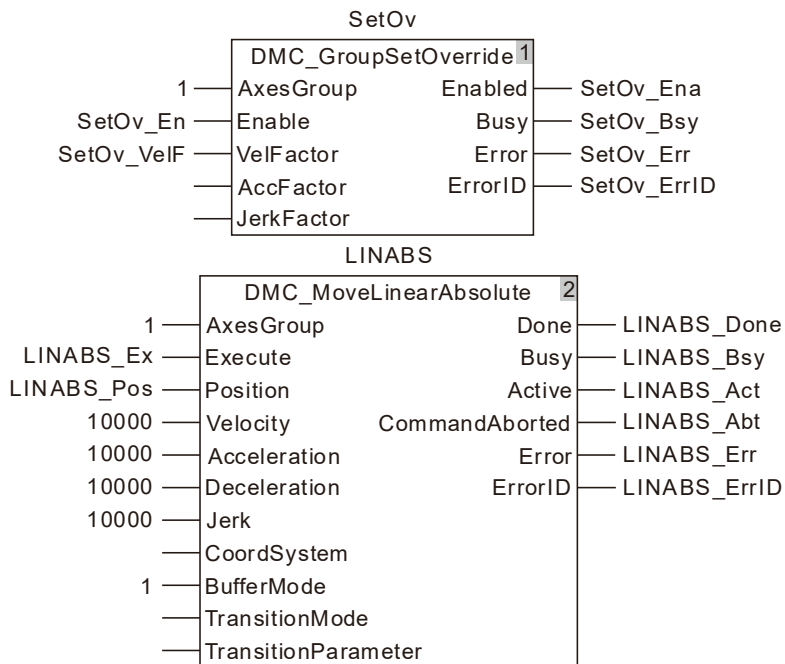 SetOv
DMC_GroupSetOverride 1
1 AxesGroup Enabled SetOv_Ena
SetOv_En Enable Busy SetOv_Bsy
SetOv_VelF VelFactor Error SetOv_Err
AccFactor ErrorID SetOv_ErrID
JerkFactor
LINABS
DMC_MoveLinearAbsolute 2
1 AxesGroup Done LINABS_Done
LINABS_Ex Execute Busy LINABS_Bsy
LINABS_Pos Position Active LINABS_Act
10000 Velocity CommandAborted LINABS_Abt
10000 Acceleration Error LINABS_Err
10000 Deceleration ErrorID LINABS_ErrID
10000 Jerk
CoordSystem
1 BufferMode
TransitionMode
TransitionParameter